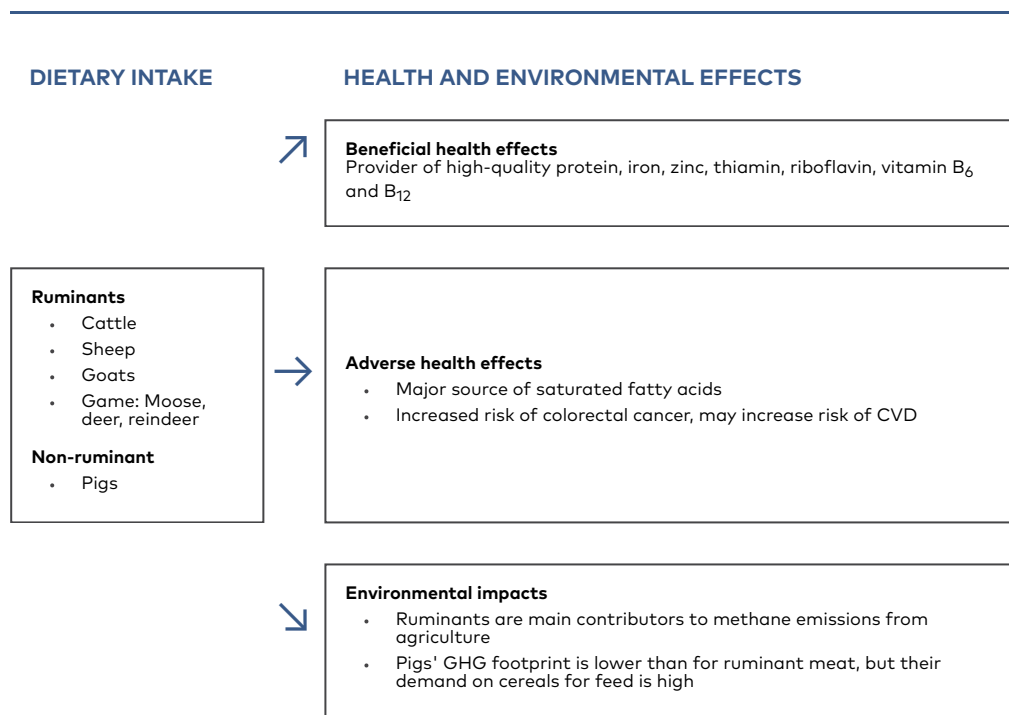 DIETARY INTAKE
HEALTH AND ENVIRONMENTAL EFFECTS
Beneficial health effects
Provider of high-quality protein, iron, zinc, thiamin, riboflavin, vitamin B6
and B12
Ruminants
• Cattle
• Sheep
• Goats
• Game: Moose,
deer, reindeer
Non-ruminant
• Pigs
Adverse health effects
• Major source of saturated fatty acids
• Increased risk of colorectal cancer, may increase risk of CVD
Environmental impacts
• Ruminants are main contributors to methane emissions from
agriculture
• Pigs' GHG footprint is lower than for ruminant meat, but their
demand on cereals for feed is high